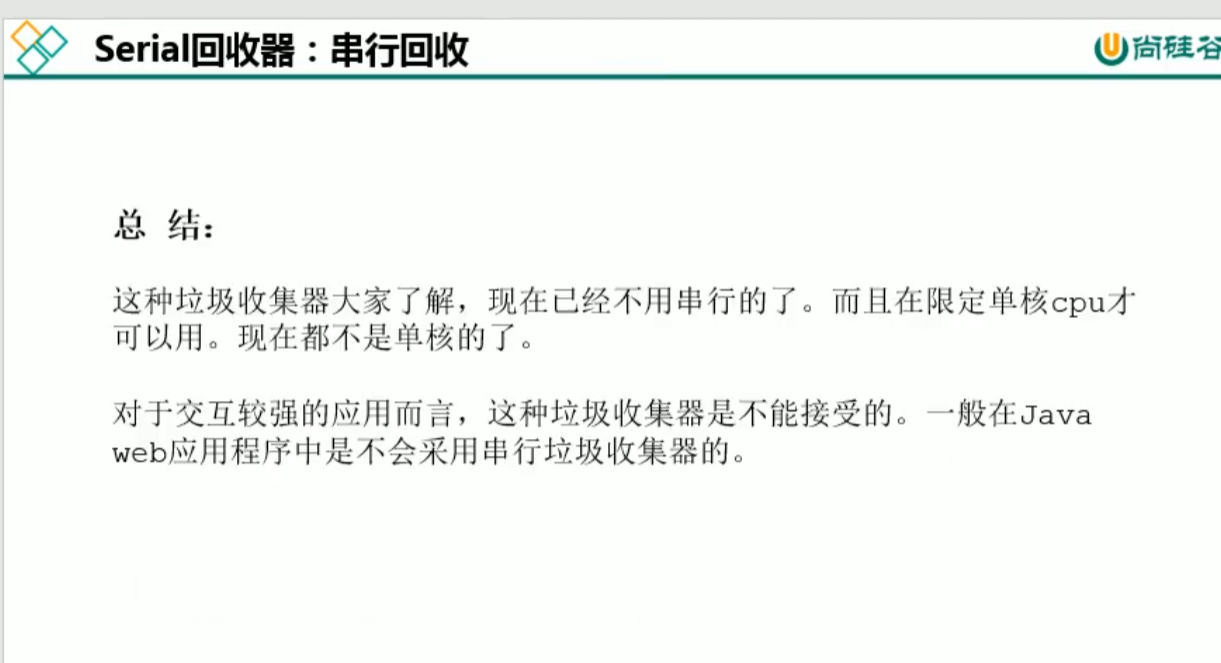 Serial回收器：串行回收
尚硅谷
总 结：
这种垃圾收集器大家了解，现在已经不用串行的了。而且在限定单核cpu才
可以用。现在都不是单核的了。
对于交互较强的应用而言，这种垃圾收集器是不能接受的。一般在Java
web应用程序中是不会采用串行垃圾收集器的。